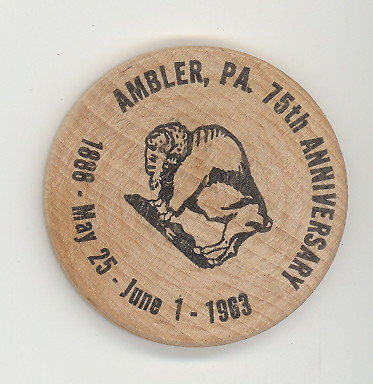 AMBLER, PA. 75th ANNIVERSARY
1888 - May 25 - June 1 - 1963